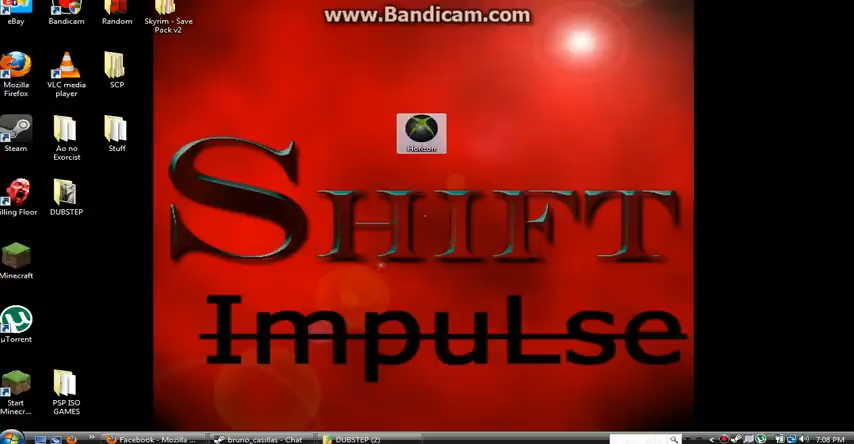 www.Bandicam.com
eBay
Bandicam
Random
Skyrim - Save
Pack v2
Mozilla
Firefox
VLC media
player
SCP
Horizon
Steam
Ao no
Exorcist
Stuff
illing Floor
DUBSTEP
SHIFT
ImpuLse
Minecraft
µTorrent
Start
Minecr...
PSP ISO
GAMES
Facebook - Mozilla ...
bruno_casillas - Chat
DUBSTEP (2)
7:08 PM